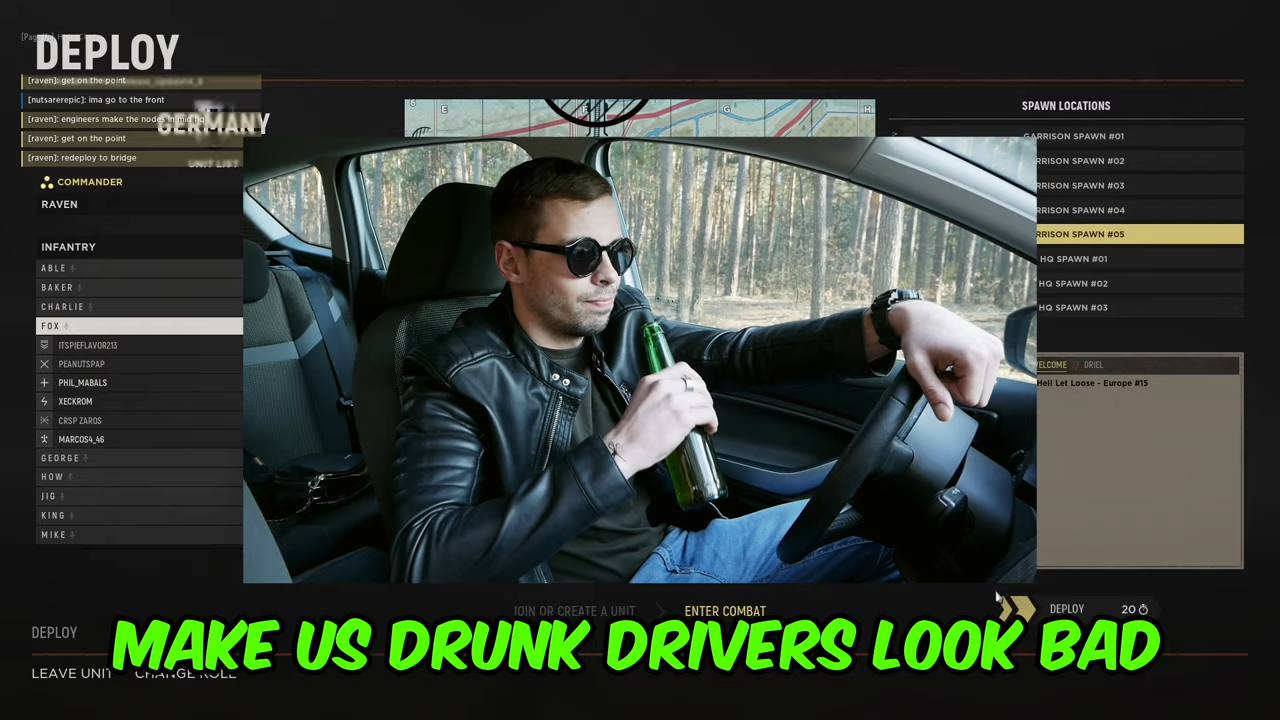 DEPLOY
[raven]: get on the point
[nutsarerepic]: ima go to the front
[raven]: engineers make the nodes in mid hq
[raven]: get on the point
[raven]: redeploy to bridge
GERMANY
UNIT LIST
COMMANDER
RAVEN
INFANTRY
ABLE
BAKER
CHARLIE
FOX
ITSPIEFLAVOR213
PEANUTSPAP
PHIL_MABALS
XECKROM
CRSP ZAROS
MARCOS4_46
GEORGE
HOW
JIG
KING
MIKE
6 E F G H
SPAWN LOCATIONS
GARRISON SPAWN #01
RRISON SPAWN #02
RRISON SPAWN #03
RRISON SPAWN #04
RRISON SPAWN #05
HQ SPAWN #01
HQ SPAWN #02
HQ SPAWN #03
ELCOME // DRIEL
Hell Let Loose - Europe #15
JOIN OR CREATE A UNIT
ENTER COMBAT
DEPLOY 20
MAKE US DRUNK DRIVERS LOOK BAD
DEPLOY
LEAVE UNIT CHANGE ROLE